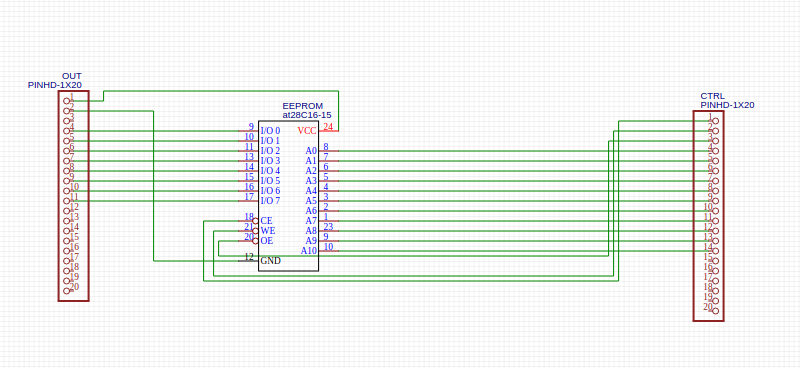 OUT
PINHD-1X20
1
2
3
4
5
6
7
8
9
10
11
12
13
14
15
16
17
18
19
20
EEPROM
at28C16-15
9 I/O 0 VCC 24
10 I/O 1
11 I/O 2 A0 8
13 I/O 3 A1 7
14 I/O 4 A2 6
15 I/O 5 A3 5
16 I/O 6 A4 4
17 I/O 7 A5 3
A6 2
18 CE A7 1
21 WE A8 23
20 OE A9 9
A10 10
12 GND
CTRL
PINHD-1X20
1
2
3
4
5
6
7
8
9
10
11
12
13
14
15
16
17
18
19
20